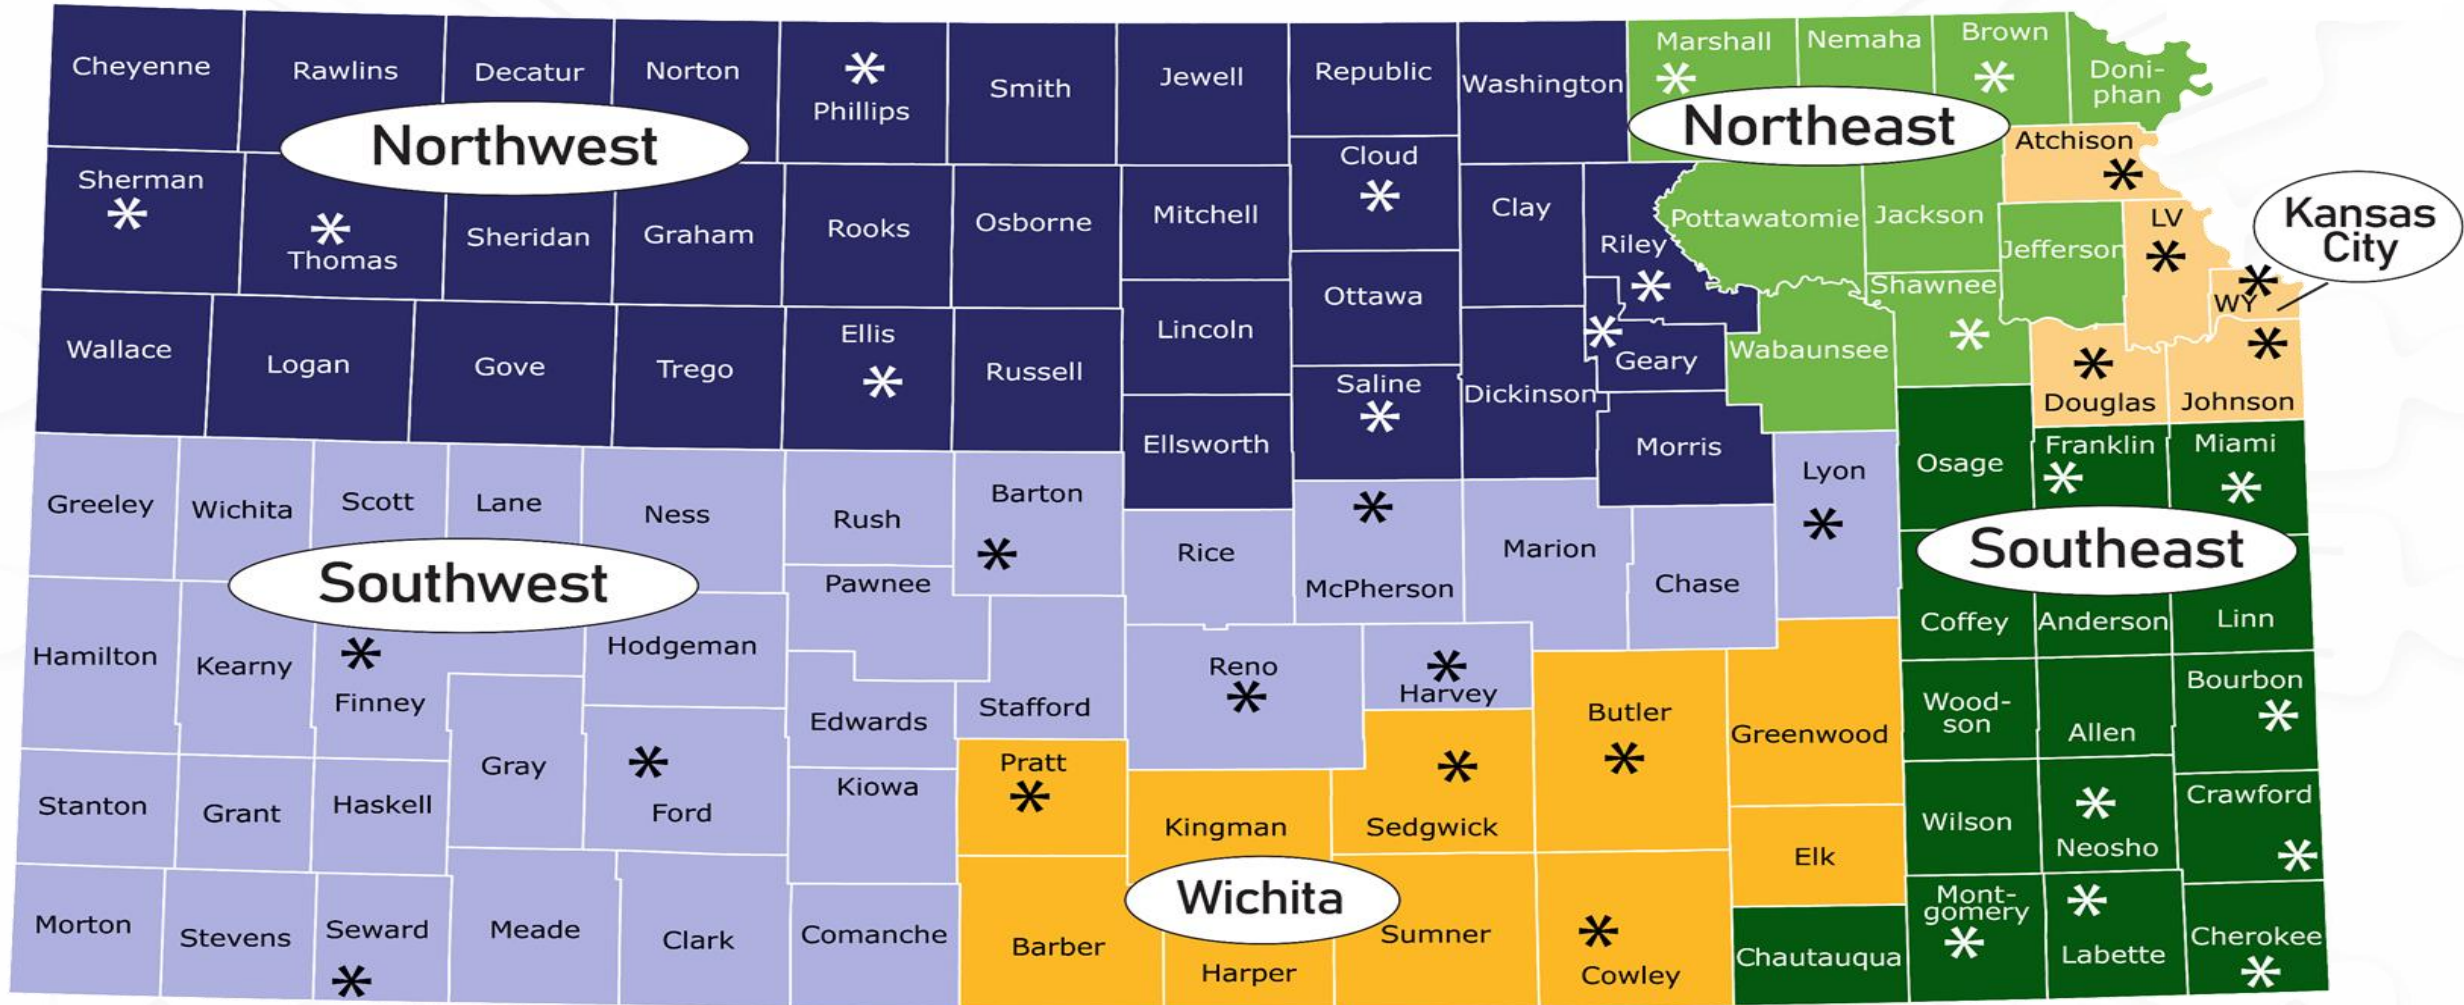 Cheyenne
Rawlins
Decatur
Norton
*
Phillips
Smith
Jewell
Republic
Washington
Marshall
*
Nemaha
Brown
*
Doni-
phan
Northwest
Northeast
Sherman
*
*
Thomas
Sheridan
Graham
Rooks
Osborne
Mitchell
Cloud
*
Clay
Riley
*
Pottawatomie
Jackson
Atchison
*
Jefferson
LV
*
Kansas
City
Wallace
Logan
Gove
Trego
Ellis
*
Russell
Lincoln
Ottawa
Shawnee
*
*
WY
*
Geary
Wabaunsee
*
Douglas
*
Johnson
Ellsworth
Saline
*
Dickinson
Morris
Greeley
Wichita
Scott
Lane
Ness
Rush
Barton
*
Rice
*
McPherson
Marion
Chase
Lyon
*
Osage
Franklin
*
Miami
*
Southwest
Southeast
Hamilton
Kearny
*
Finney
Hodgeman
Pawnee
Stafford
Reno
*
*
Harvey
Butler
*
Greenwood
Coffey
Anderson
Linn
Edwards
Wood-
son
Allen
Bourbon
*
Stanton
Grant
Haskell
Gray
*
Ford
Kiowa
Pratt
*
Kingman
*
Sedgwick
Elk
Wilson
*
Neosho
Crawford
*
Wichita
Morton
Stevens
Seward
*
Meade
Clark
Comanche
Barber
Harper
Sumner
*
Cowley
Chautauqua
Mont-
gomery
*
*
Labette
Cherokee
*